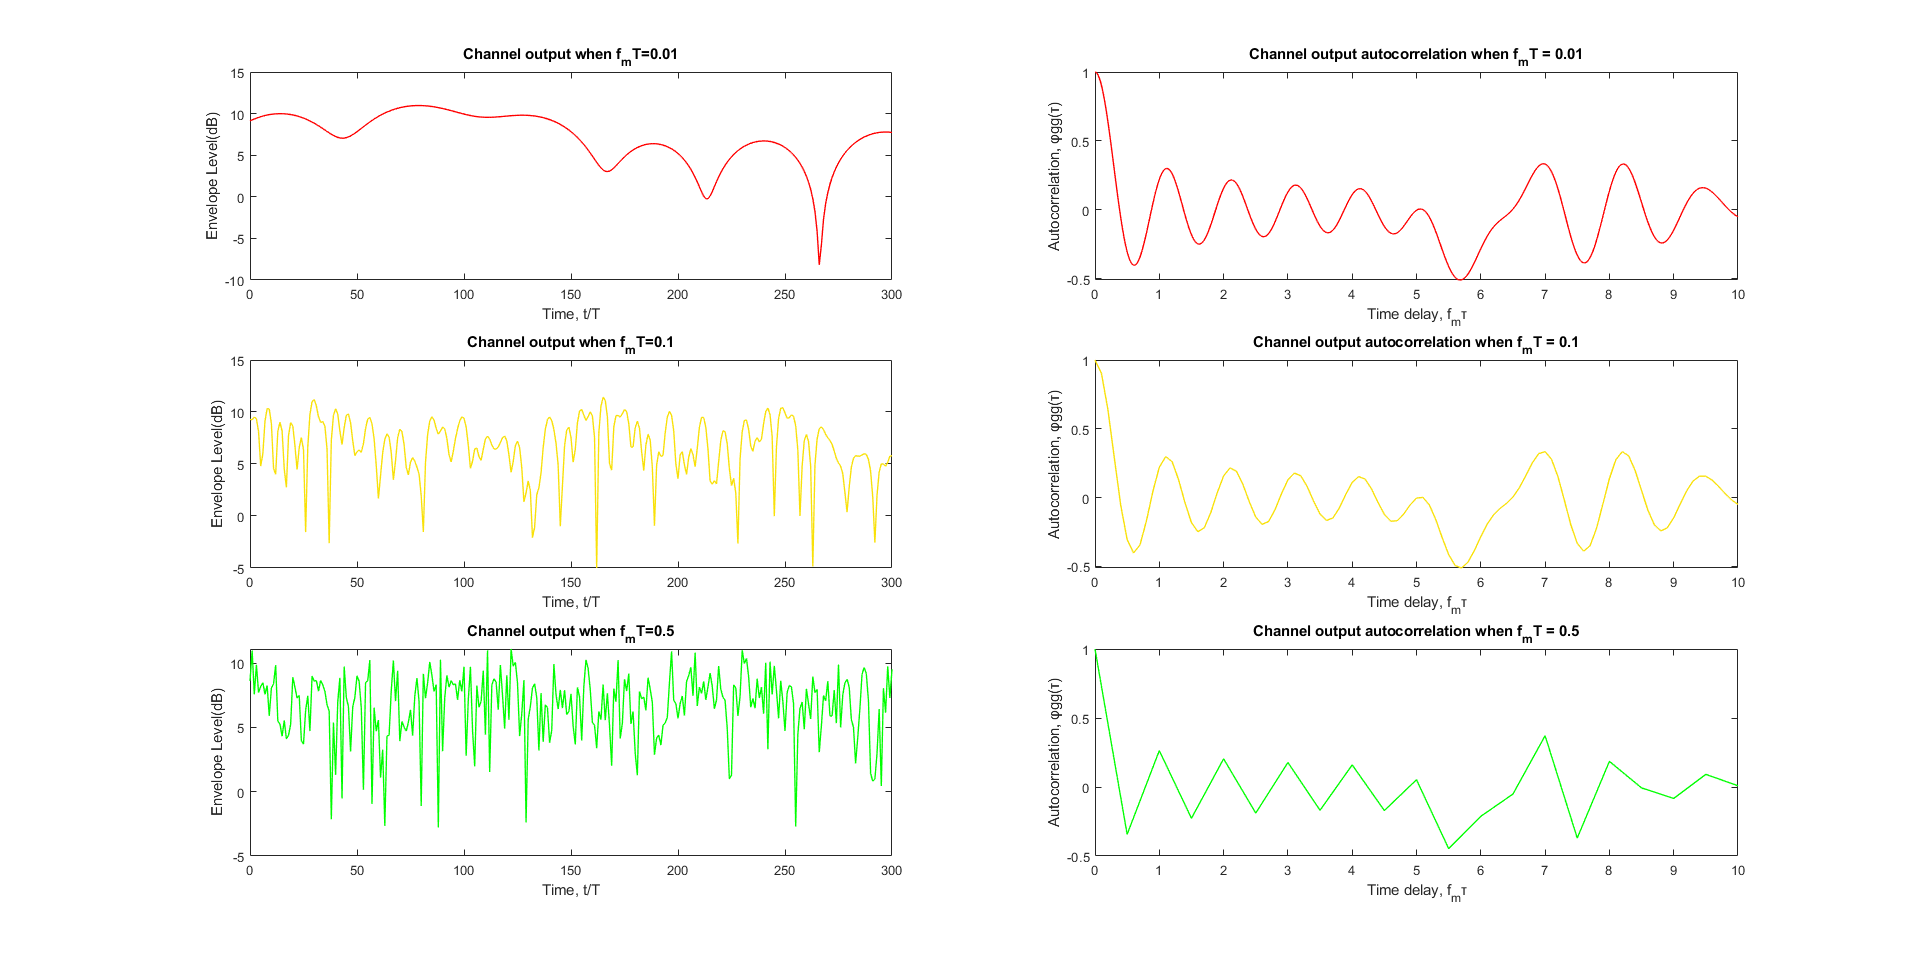 Channel output when fmT=0.01
15
10
5
0
-5
-10
Envelope Level(dB)
0 50 100 150 200 250 300
Time, t/T
Channel output autocorrelation when fmT = 0.01
1
0.5
0
-0.5
Autocorrelation, φgg(τ)
0 1 2 3 4 5 6 7 8 9 10
Time delay, fmτ
Channel output when fmT=0.1
15
10
5
0
-5
Envelope Level(dB)
0 50 100 150 200 250 300
Time, t/T
Channel output autocorrelation when fmT = 0.1
1
0.5
0
-0.5
Autocorrelation, φgg(τ)
0 1 2 3 4 5 6 7 8 9 10
Time delay, fmτ
Channel output when fmT=0.5
10
5
0
-5
Envelope Level(dB)
0 50 100 150 200 250 300
Time, t/T
Channel output autocorrelation when fmT = 0.5
1
0.5
0
-0.5
Autocorrelation, φgg(τ)
0 1 2 3 4 5 6 7 8 9 10
Time delay, fmτ